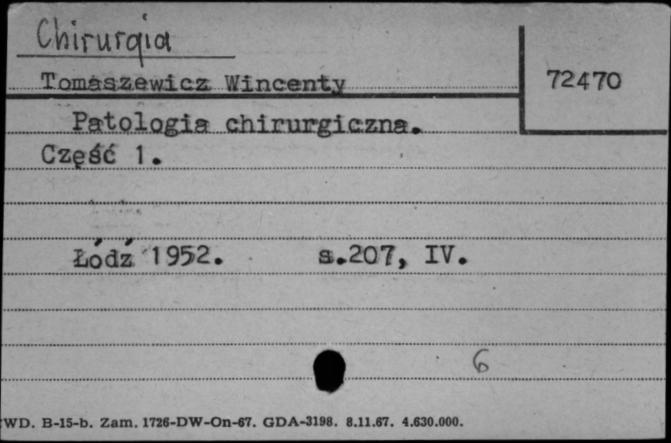 Chirurgia
Tomaszewicz Wincenty
72470
Patologia chirurgiczna.
Część 1.
Łódź 1952. s.207, IV.
6
WD. B-15-b. Zam. 1726-DW-On-67. GDA-3198. 8.11.67. 4.630.000.